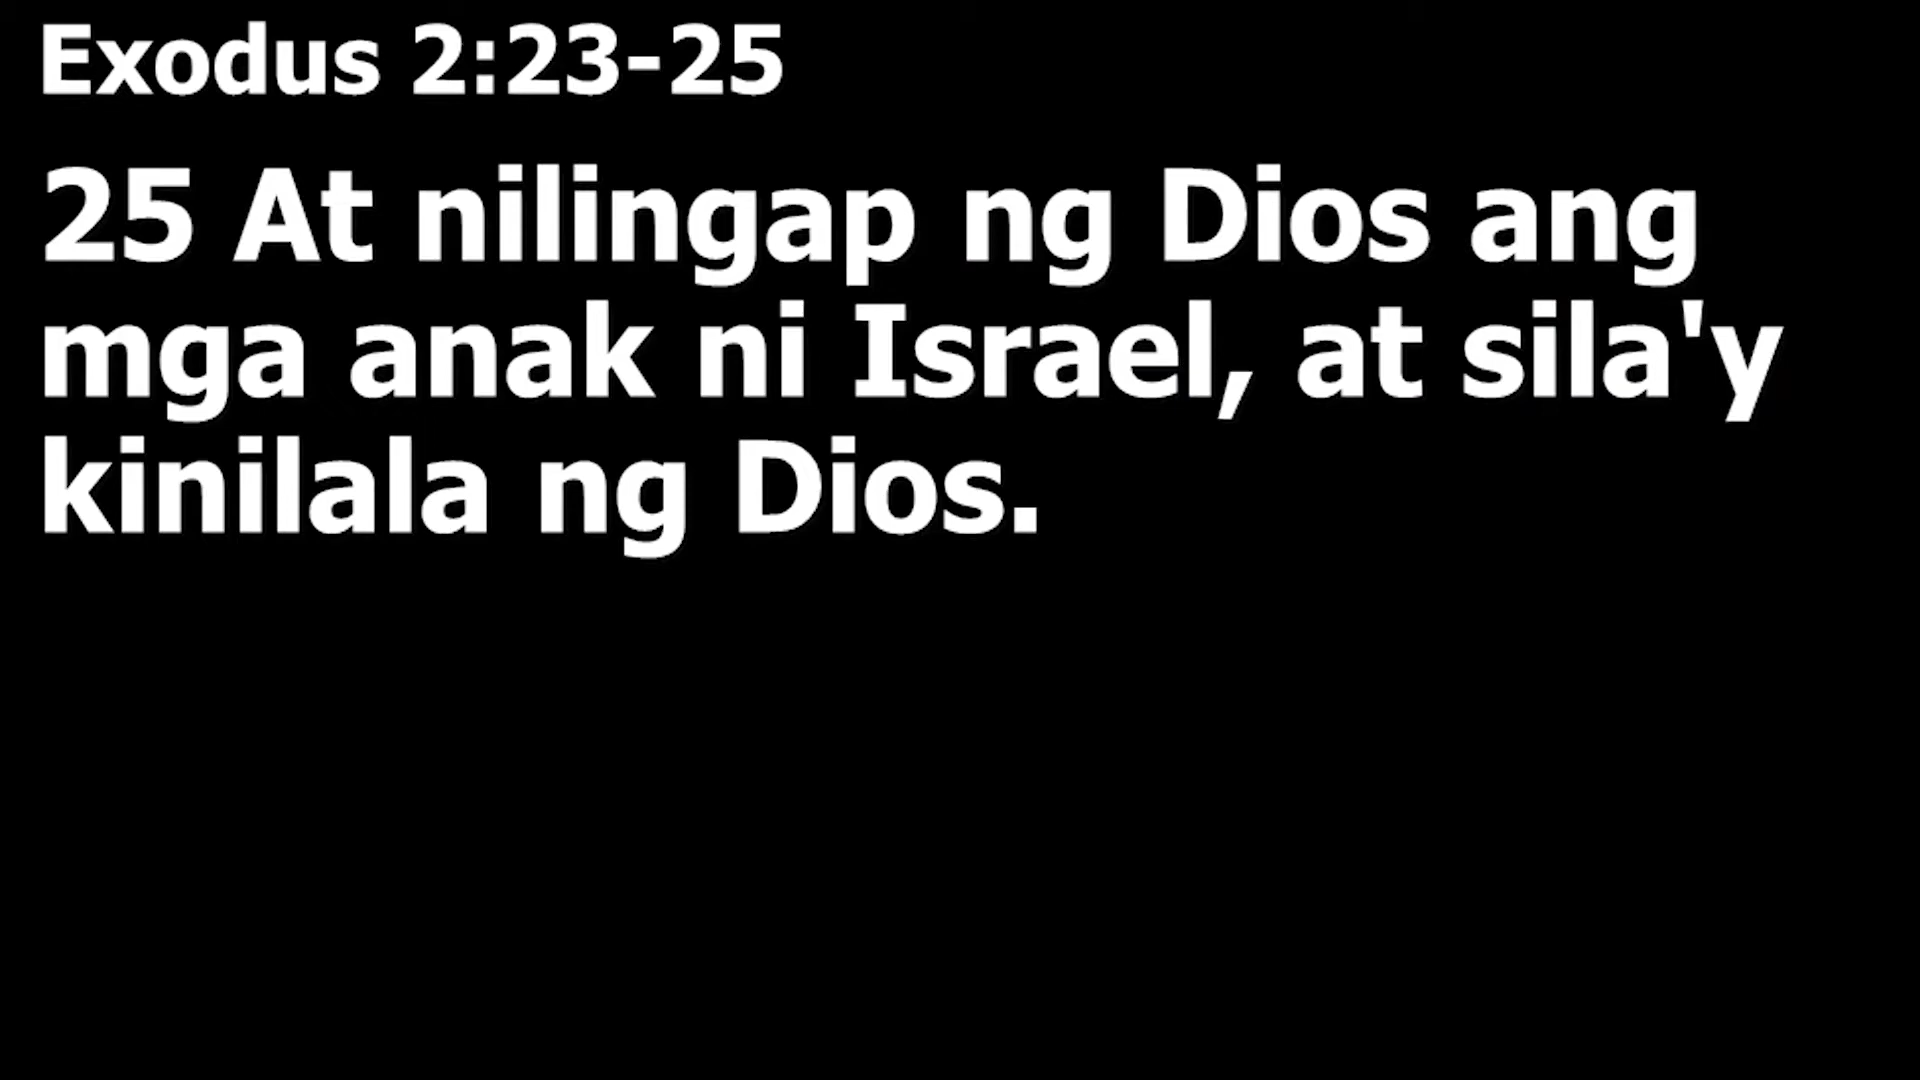 Exodus 2:23-25
25 At nilingap ng Dios ang
mga anak ni Israel, at sila'y
kinilala ng Dios.